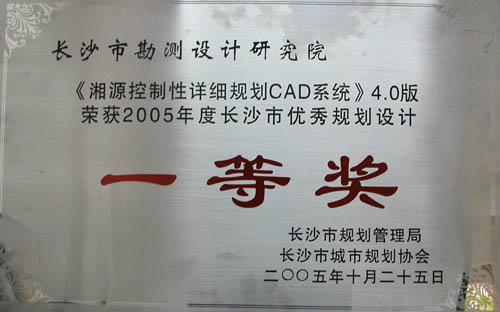 长沙市勘测设计研究院
《湘源控制性详细规划CAD系统》4.0版
荣获2005年度长沙市优秀规划设计
一等奖
长沙市规划管理局
长沙市城市规划协会
二〇〇五年十月二十五日